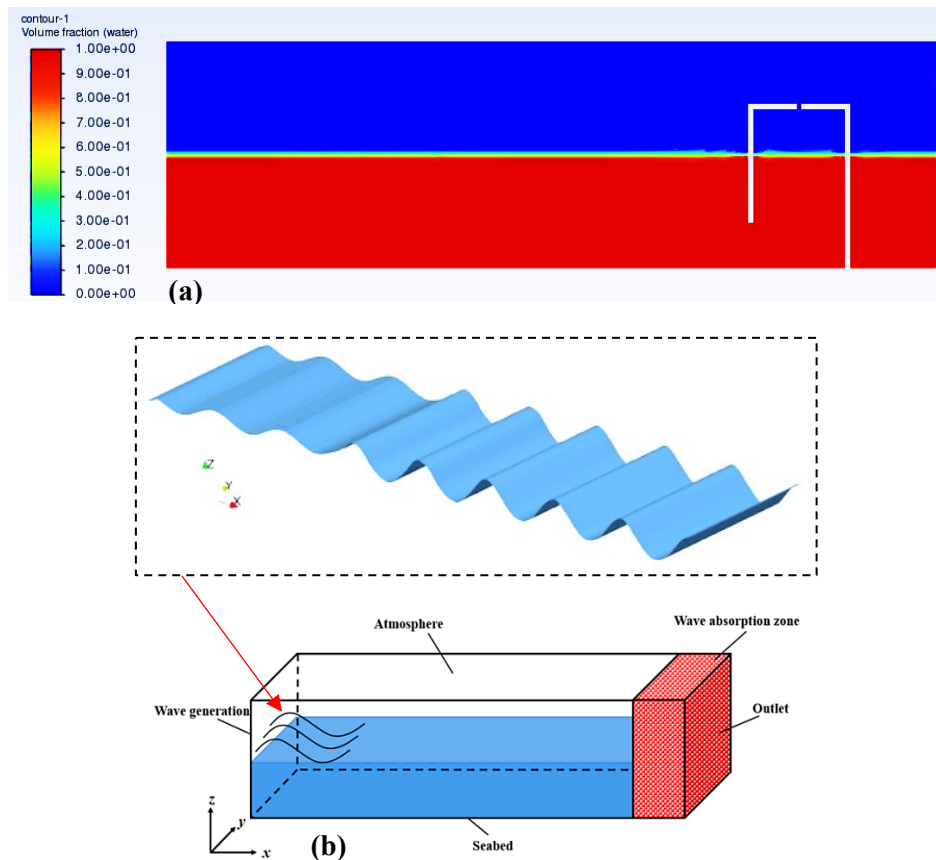 contour-1
Volume fraction (water)
1.00e+00
9.00e-01
8.00e-01
7.00e-01
6.00e-01
5.00e-01
4.00e-01
3.00e-01
2.00e-01
1.00e-01
0.00e+00
(a)
Z
Y
X
Atmosphere
Wave absorption zone
Wave generation
Outlet
z
y
x
(b)
Seabed